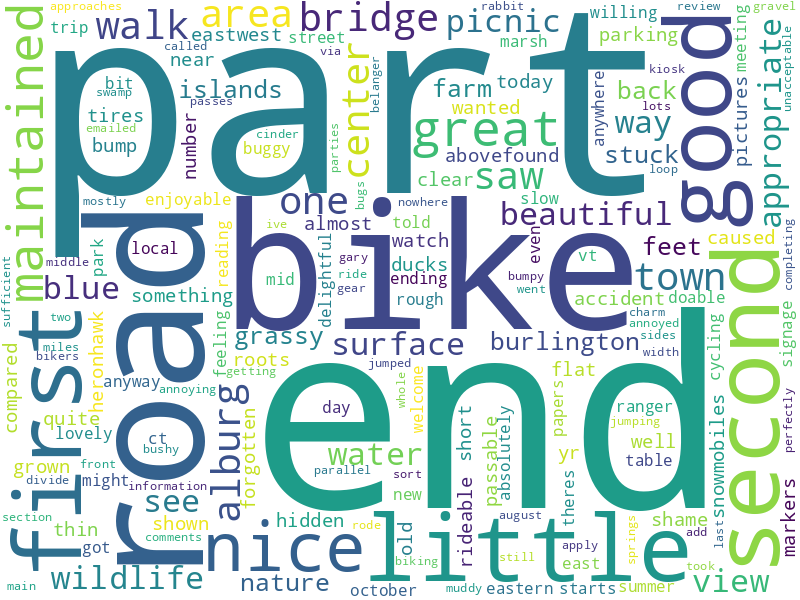 approaches
trip
walk
area
bridge
picnic
rabbit
willing
review
gravel
eastwest
street
called
via
marsh
parking
maintained
part
good
meeting
unacceptable
near
islands
center
belanger
farm
today
kiosk
lots
bit
swamp
passes
wanted
anywhere
back
pictures
appropriate
tires
emailed
number
cinder
buggy
parties
great
way
bump
abovefound
stuck
loop
clear
saw
slow
bugs
mostly
enjoyable
one
nowhere
beautiful
almost
told
ive
park
local
road
reading
bike
watch
even
vt
feet
caused
completing
middle
gary
ducks
delightful
mid
ride
ending
bumpy
town
sufficient
blue
something
gear
rough
went
accident
doable
two
miles
bikers
first
heronhawk
feeling
grassy
surface
burlington
charm
annoyed
sides
width
cycling
signage
second
compared
anyway
annoying
roots
getting
jumped
flat
quite
lovely
ct
bushy
alburg
forgotten
day
whole
welcome
end
papers
jumping
ranger
well
table
snowmobiles
perfectly
grown
might
front
water
parallel
sort
new
short
passable
absolutely
yr
divide
information
section
thin
shown
see
got
comments
nice
hidden
old
rideable
august
theres
apply
shame
add
last
markers
main
wildlife
nature
rode
october
little
biking
still
muddy
eastern
east
starts
springs
summer
took
view